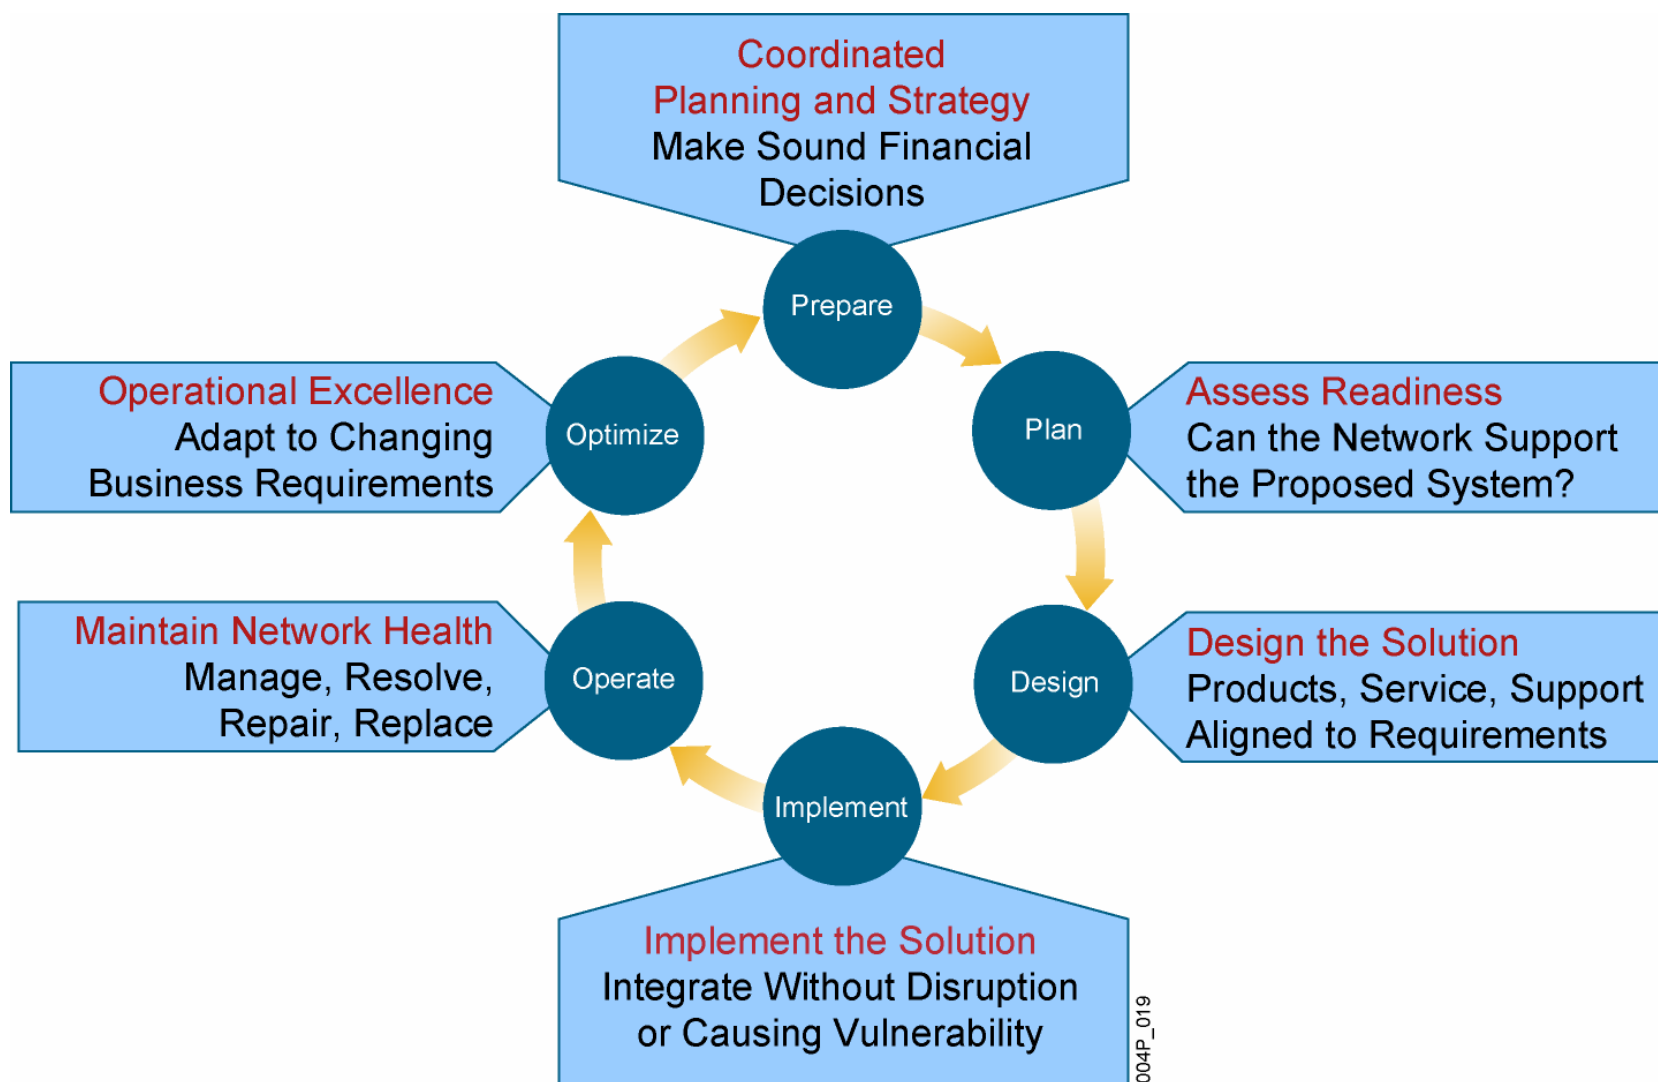 Coordinated
Planning and Strategy
Make Sound Financial
Decisions
Prepare
Operational Excellence
Adapt to Changing
Business Requirements
Optimize
Plan
Assess Readiness
Can the Network Support
the Proposed System?
Maintain Network Health
Manage, Resolve,
Repair, Replace
Operate
Design
Design the Solution
Products, Service, Support
Aligned to Requirements
Implement
Implement the Solution
Integrate Without Disruption
or Causing Vulnerability
004P_019